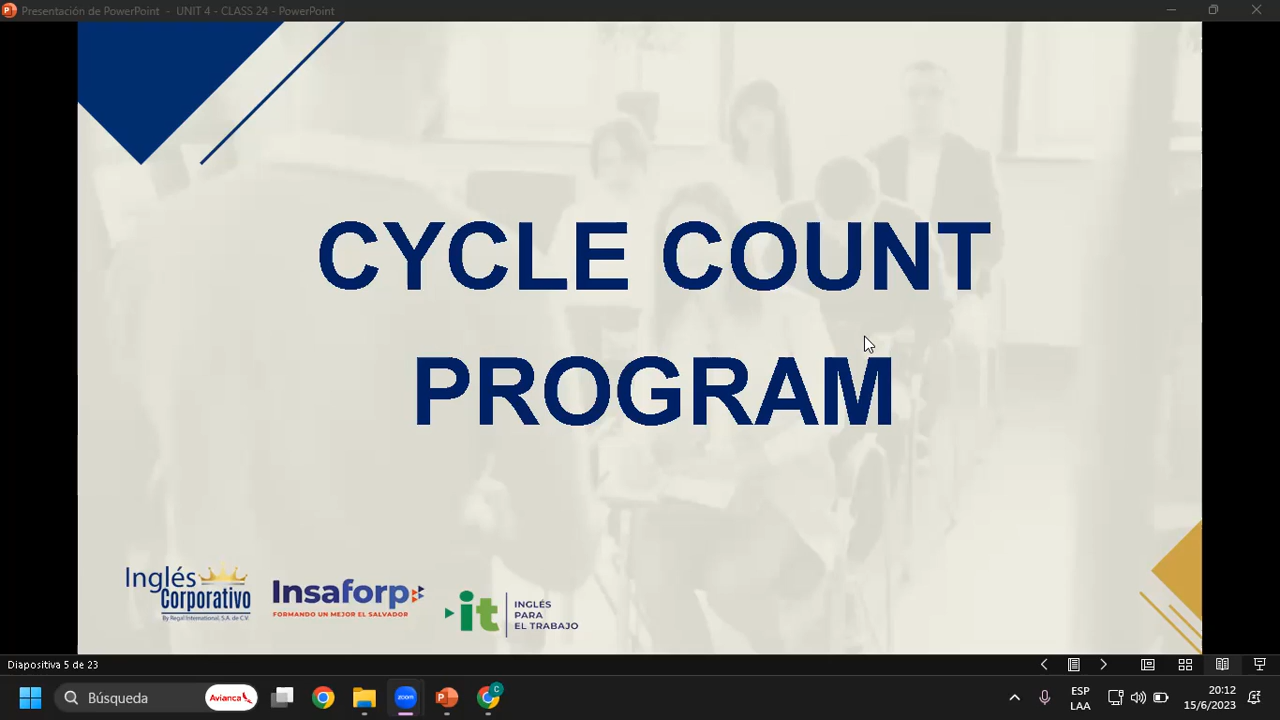 Presentación de PowerPoint - UNIT 4 - CLASS 24 - PowerPoint
CYCLE COUNT
PROGRAM
Inglés
Corporativo
By Regal International, S.A. de C.V.
Insaforp
FORMANDO UN MEJOR EL SALVADOR
it
INGLÉS
PARA
EL TRABAJO
Diapositiva 5 de 23
Búsqueda
Avianca
zoom
C
ESP
LAA
20:12
15/6/2023